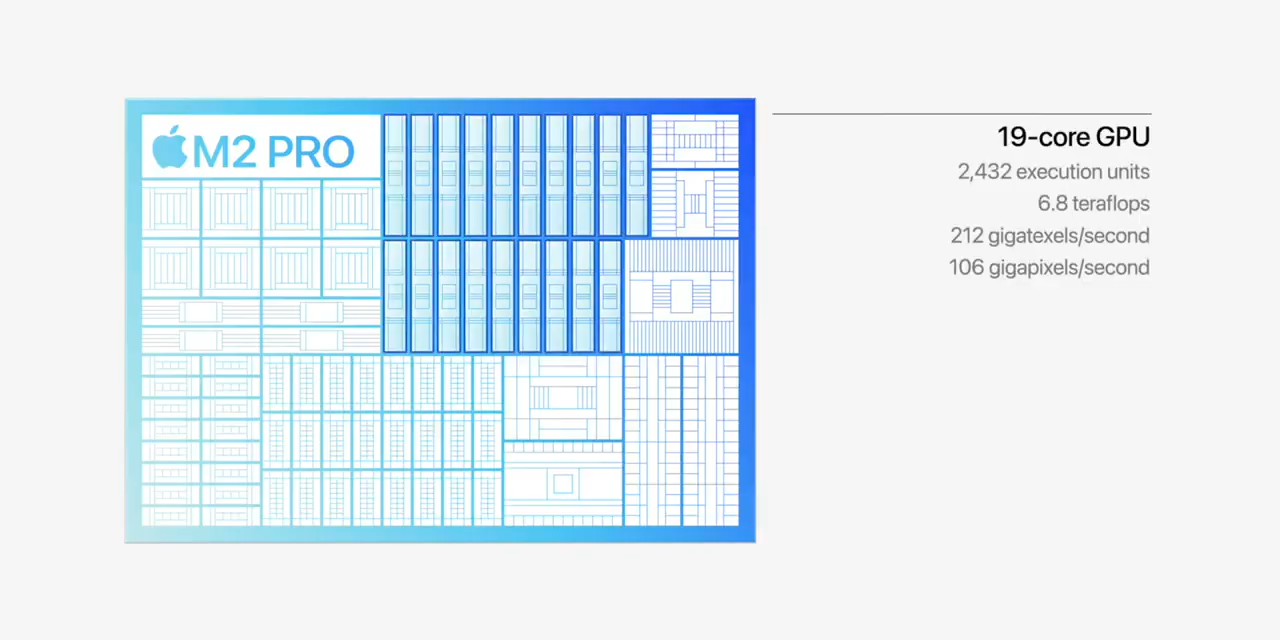 M2 PRO
19-core GPU
2,432 execution units
6.8 teraflops
212 gigatexels/second
106 gigapixels/second